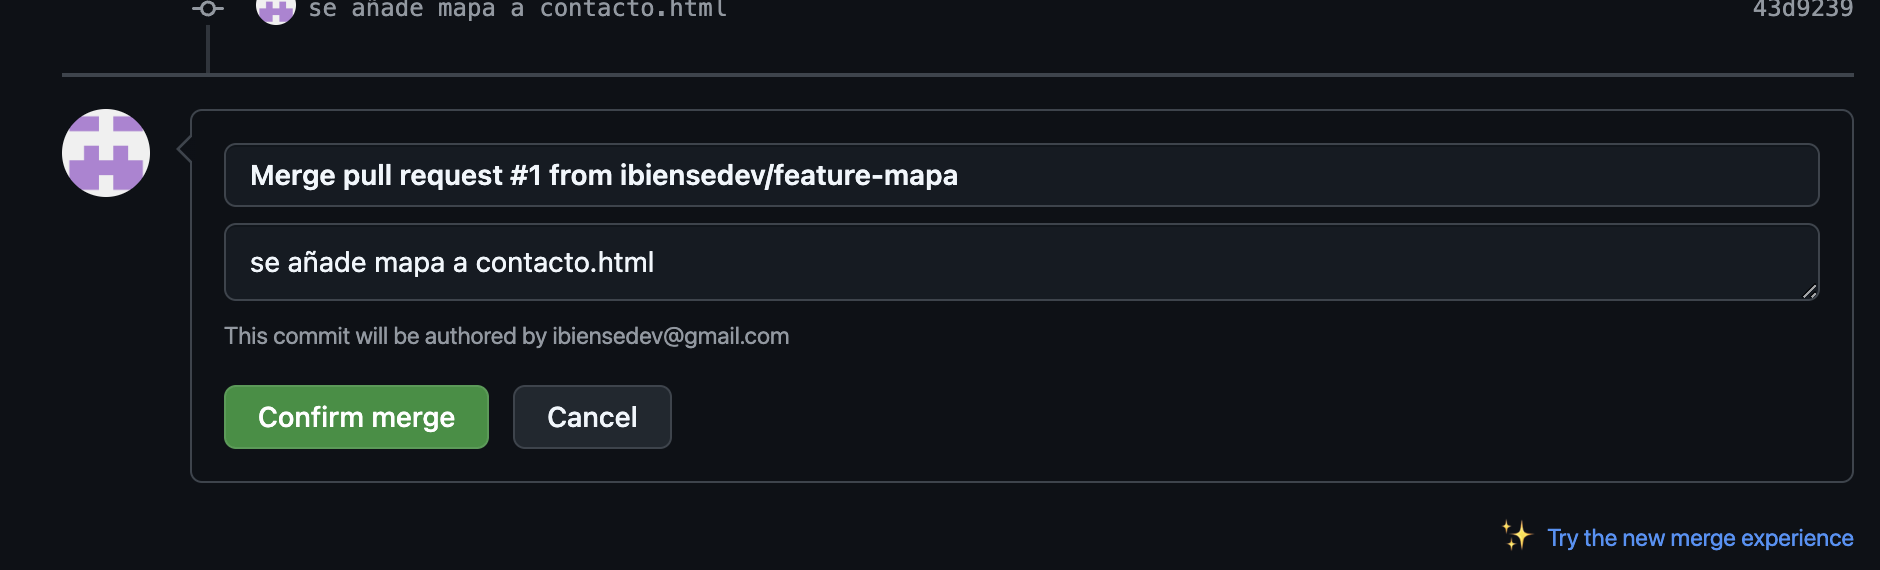 se añade mapa a contacto.html
43d9239
Merge pull request #1 from ibiensedev/feature-mapa
se añade mapa a contacto.html
This commit will be authored by ibiensedev@gmail.com
Confirm merge
Cancel
Try the new merge experience